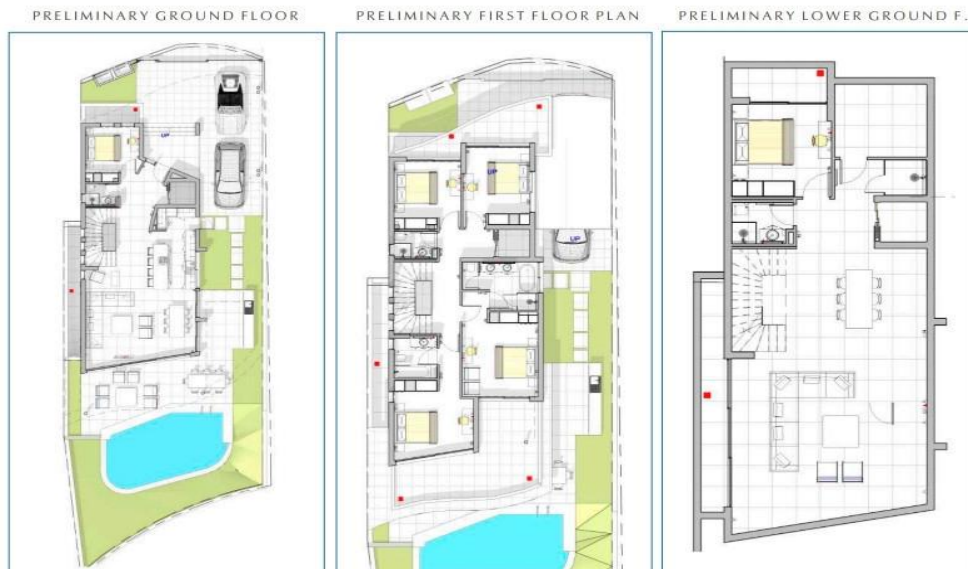 PRELIMINARY GROUND FLOOR
PRELIMINARY FIRST FLOOR PLAN
PRELIMINARY LOWER GROUND F.
UP
UP
UP